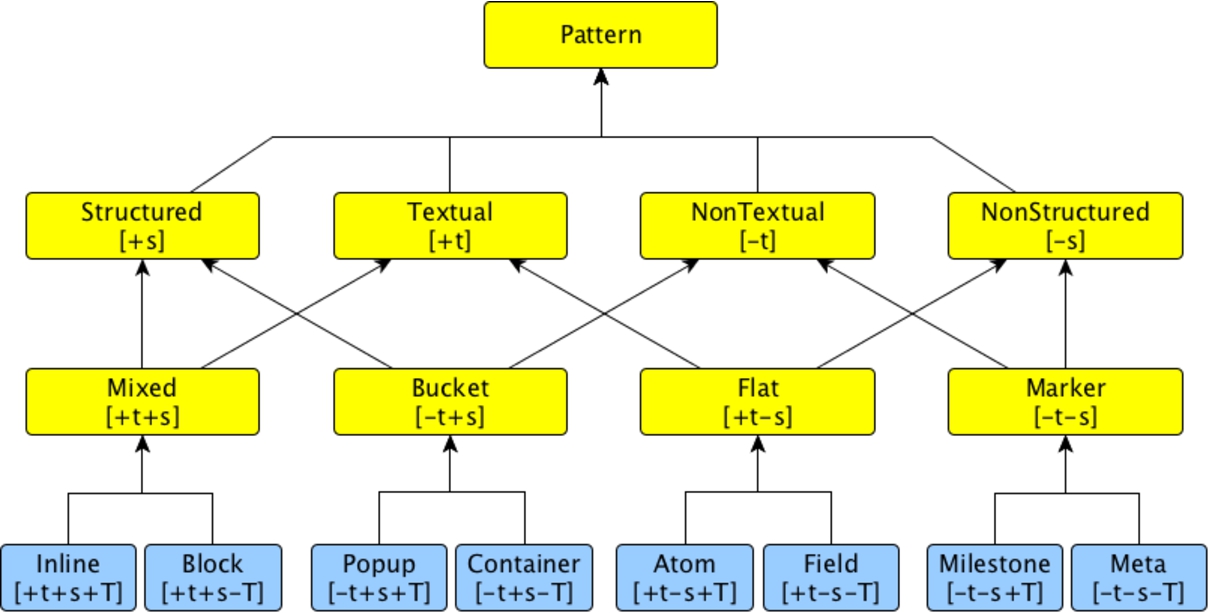 Pattern
Structured
[+s]
Textual
[+t]
NonTextual
[-t]
NonStructured
[-s]
Mixed
[+t+s]
Bucket
[-t+s]
Flat
[+t-s]
Marker
[-t-s]
Inline
[+t+s+T]
Block
[+t+s-T]
Popup
[-t+s+T]
Container
[-t+s-T]
Atom
[+t-s+T]
Field
[+t-s-T]
Milestone
[-t-s+T]
Meta
[-t-s-T]